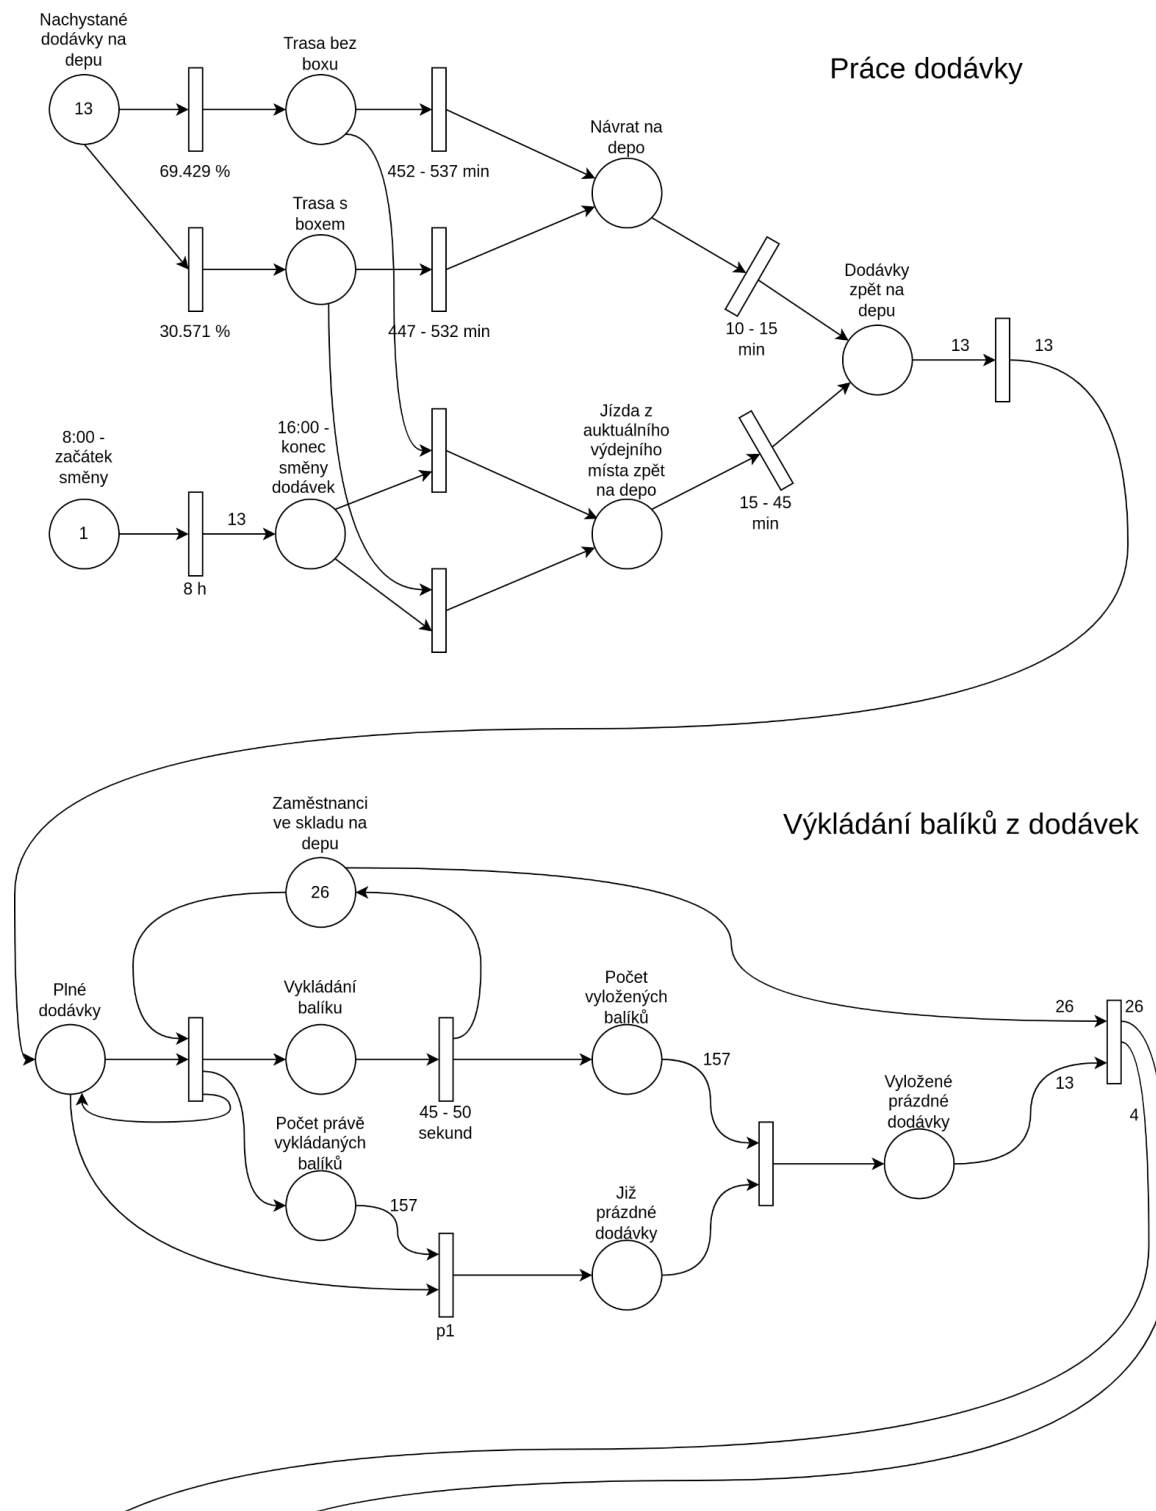 Nachystané
dodávky na
depu
13
69.429 %
Trasa bez
boxu
452 - 537 min
Práce dodávky
Návrat na
depo
Trasa s
boxem
30.571 %
447 - 532 min
10 - 15
min
Dodávky
zpět na
depu
13
13
8:00 -
začátek
směny
1
8 h
13
16:00 -
konec
směny
dodávek
Jízda z
auktuálního
výdejního
místa zpět
na depo
15 - 45
min
Zaměstnanci
ve skladu na
depu
26
Výkládání balíků z dodávek
Plné
dodávky
Vykládání
balíku
45 - 50
sekund
Počet
vyložených
balíků
157
26
26
13
4
Počet právě
vykládaných
balíků
157
p1
Již
prázdné
dodávky
Vyložené
prázdné
dodávky